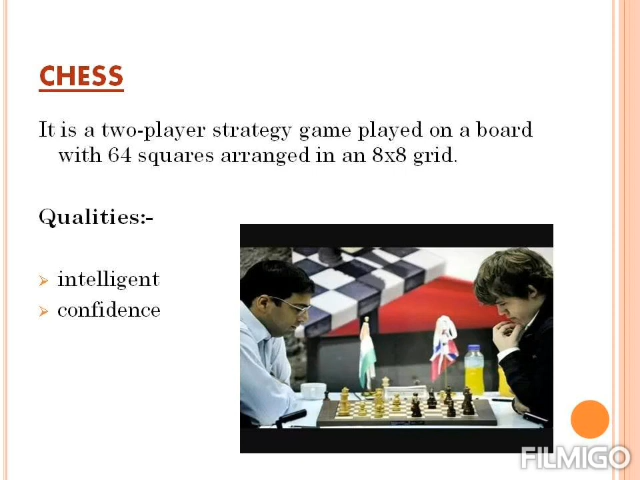 CHESS
It is a two-player strategy game played on a board
with 64 squares arranged in an 8x8 grid.
Qualities:-
intelligent
confidence
FILMIGO